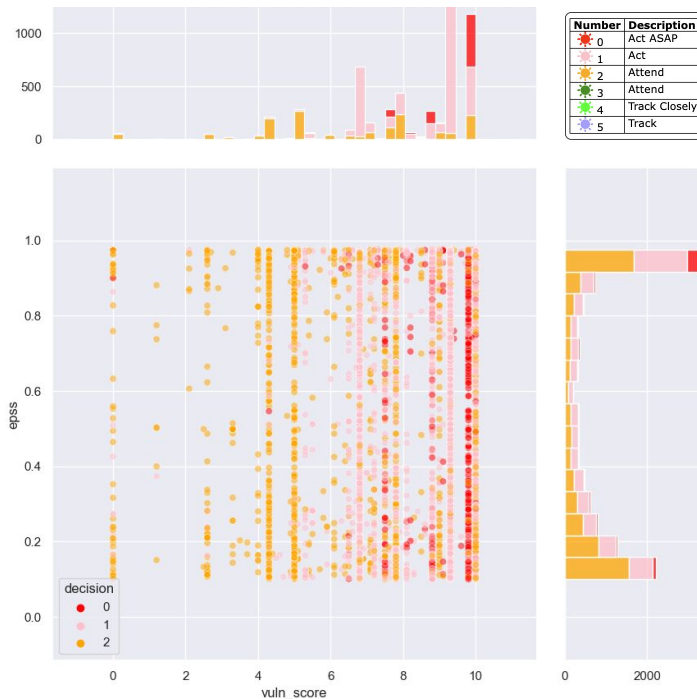 1000
500
0
Number Description
0 Act ASAP
1 Act
2 Attend
3 Attend
4 Track Closely
5 Track
1.0
0.8
0.6
0.4
0.2
0.0
epss
decision
0
1
2
0 2 4 6 8 10
vuln_score
0 2000